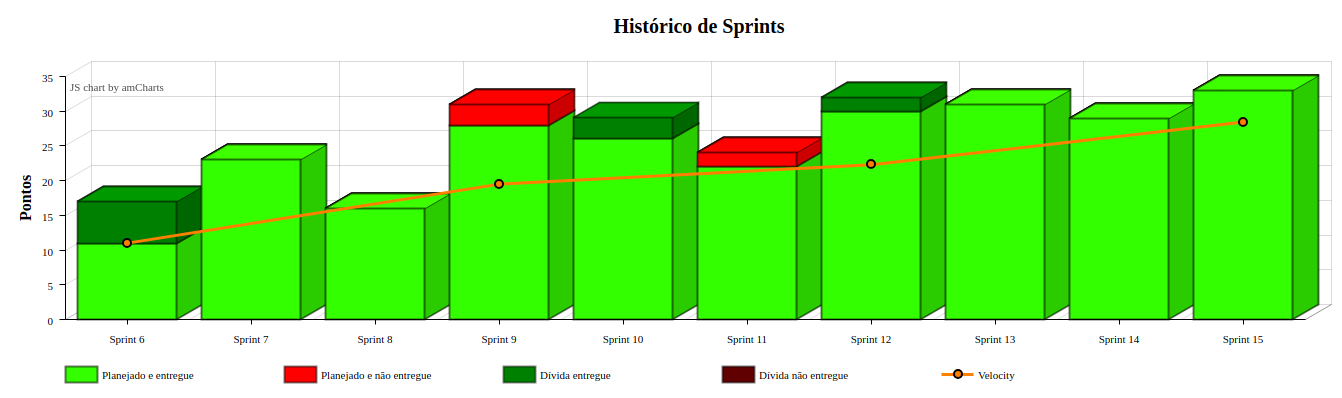 Histórico de Sprints
JS chart by amCharts
Pontos
35
30
25
20
15
10
5
0
Sprint 6 Sprint 7 Sprint 8 Sprint 9 Sprint 10 Sprint 11 Sprint 12 Sprint 13 Sprint 14 Sprint 15
Planejado e entregue Planejado e não entregue Dívida entregue Dívida não entregue Velocity